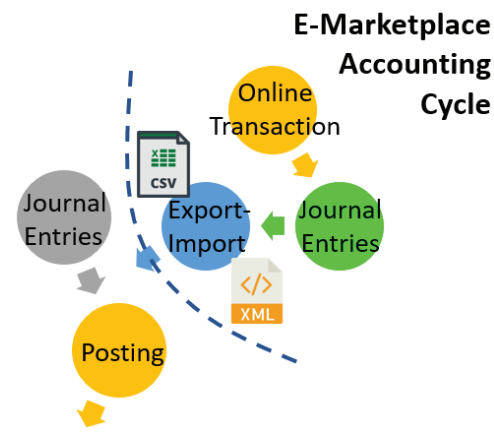 E-Marketplace
Accounting
Cycle
Online
Transaction
CSV
Journal
Entries
Export-
Import
Journal
Entries
</>
XML
Posting